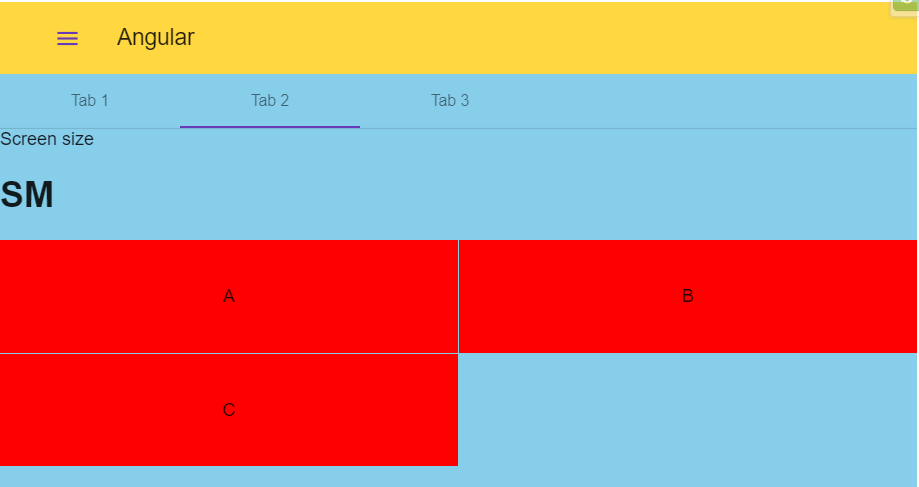 Angular
Tab 1 Tab 2 Tab 3
Screen size
SM
A B
C